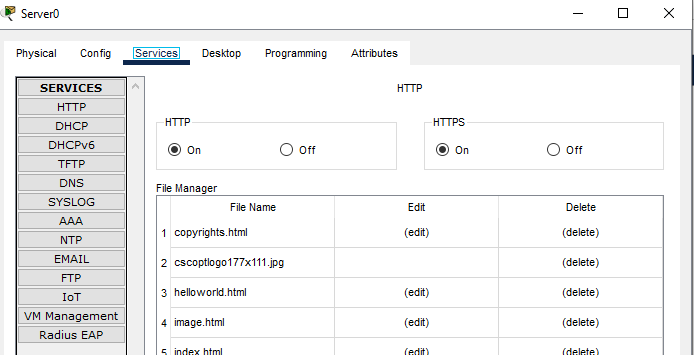 Server0
Physical Config Services Desktop Programming Attributes
SERVICES
HTTP
DHCP
DHCPv6
TFTP
DNS
SYSLOG
AAA
NTP
EMAIL
FTP
IoT
VM Management
Radius EAP
HTTP
HTTP
On Off
HTTPS
On Off
File Manager
File Name Edit Delete
1 copyrights.html (edit) (delete)
2 cscoptlogo177x111.jpg (delete)
3 helloworld.html (edit) (delete)
4 image.html (edit) (delete)
5 index.html (edit) (delete)